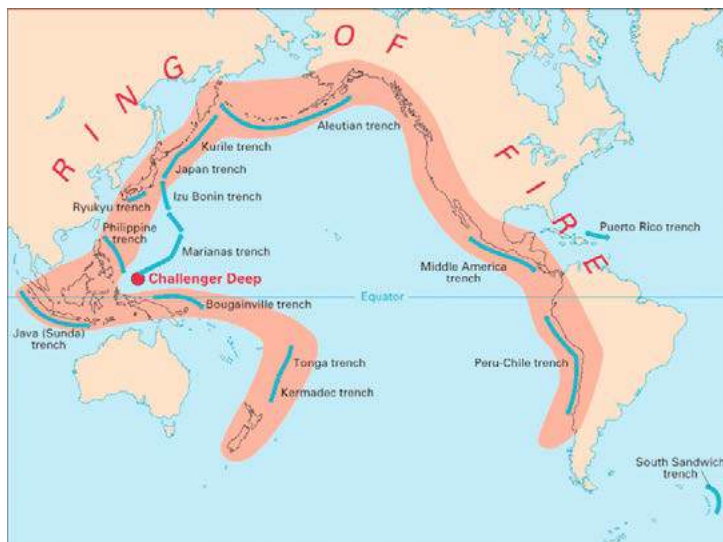 RING OF FIRE
Aleutian trench
Kurile trench
Japan trench
Izu Bonin trench
Ryukyu trench
Philippine
trench
Marianas trench
Challenger Deep
Bougainville trench
Equator
Java (Sunda)
trench
Tonga trench
Kermadec trench
Puerto Rico trench
Middle America
trench
Peru-Chile trench
South Sandwich
trench